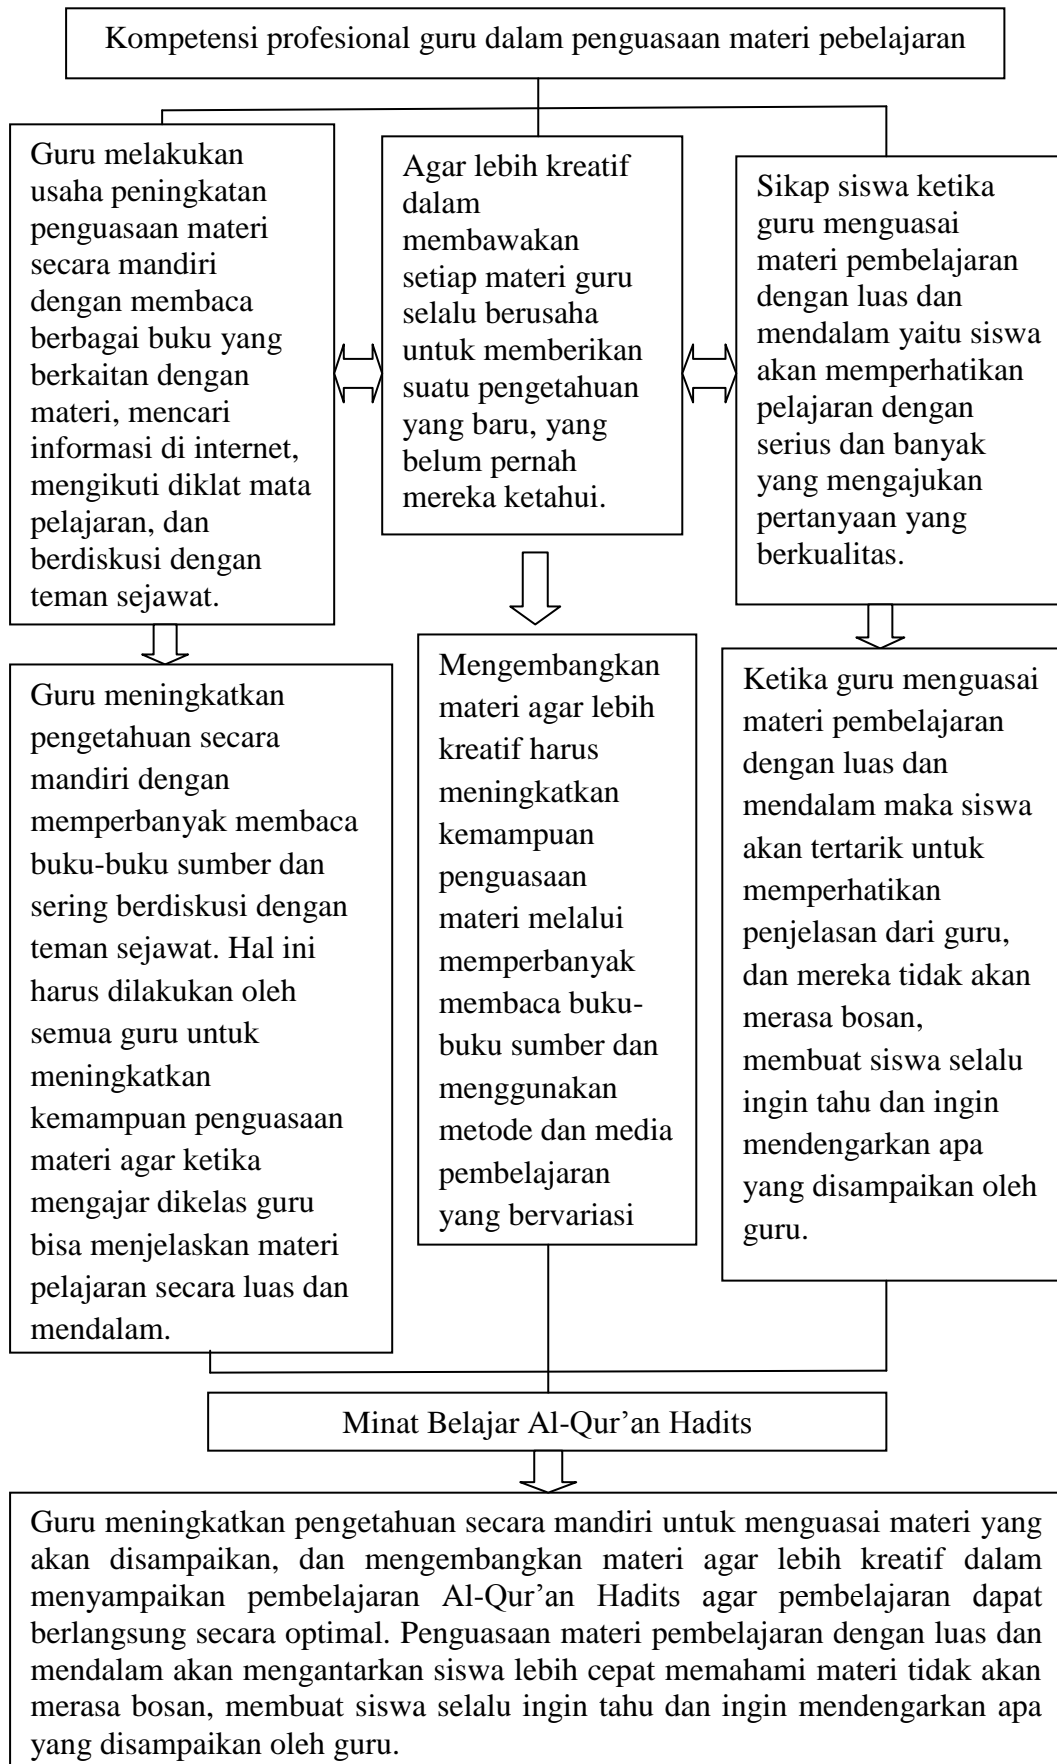 Kompetensi profesional guru dalam penguasaan materi pebelajaran
Guru melakukan
usaha peningkatan
penguasaan materi
secara mandiri
dengan membaca
berbagai buku yang
berkaitan dengan
materi, mencari
informasi di internet,
mengikuti diklat mata
pelajaran, dan
berdiskusi dengan
teman sejawat.
Agar lebih kreatif
dalam
membawakan
setiap materi guru
selalu berusaha
untuk memberikan
suatu pengetahuan
yang baru, yang
belum pernah
mereka ketahui.
Sikap siswa ketika
guru menguasai
materi pembelajaran
dengan luas dan
mendalam yaitu siswa
akan memperhatikan
pelajaran dengan
serius dan banyak
yang mengajukan
pertanyaan yang
berkualitas.
Guru meningkatkan
pengetahuan secara
mandiri dengan
memperbanyak membaca
buku-buku sumber dan
sering berdiskusi dengan
teman sejawat. Hal ini
harus dilakukan oleh
semua guru untuk
meningkatkan
kemampuan penguasaan
materi agar ketika
mengajar dikelas guru
bisa menjelaskan materi
pelajaran secara luas dan
mendalam.
Mengembangkan
materi agar lebih
kreatif harus
meningkatkan
kemampuan
penguasaan
materi melalui
memperbanyak
membaca buku-
buku sumber dan
menggunakan
metode dan media
pembelajaran
yang bervariasi
Ketika guru menguasai
materi pembelajaran
dengan luas dan
mendalam maka siswa
akan tertarik untuk
memperhatikan
penjelasan dari guru,
dan mereka tidak akan
merasa bosan,
membuat siswa selalu
ingin tahu dan ingin
mendengarkan apa
yang disampaikan oleh
guru.
Minat Belajar Al-Qur’an Hadits
Guru meningkatkan pengetahuan secara mandiri untuk menguasai materi yang
akan disampaikan, dan mengembangkan materi agar lebih kreatif dalam
menyampaikan pembelajaran Al-Qur’an Hadits agar pembelajaran dapat
berlangsung secara optimal. Penguasaan materi pembelajaran dengan luas dan
mendalam akan mengantarkan siswa lebih cepat memahami materi tidak akan
merasa bosan, membuat siswa selalu ingin tahu dan ingin mendengarkan apa
yang disampaikan oleh guru.